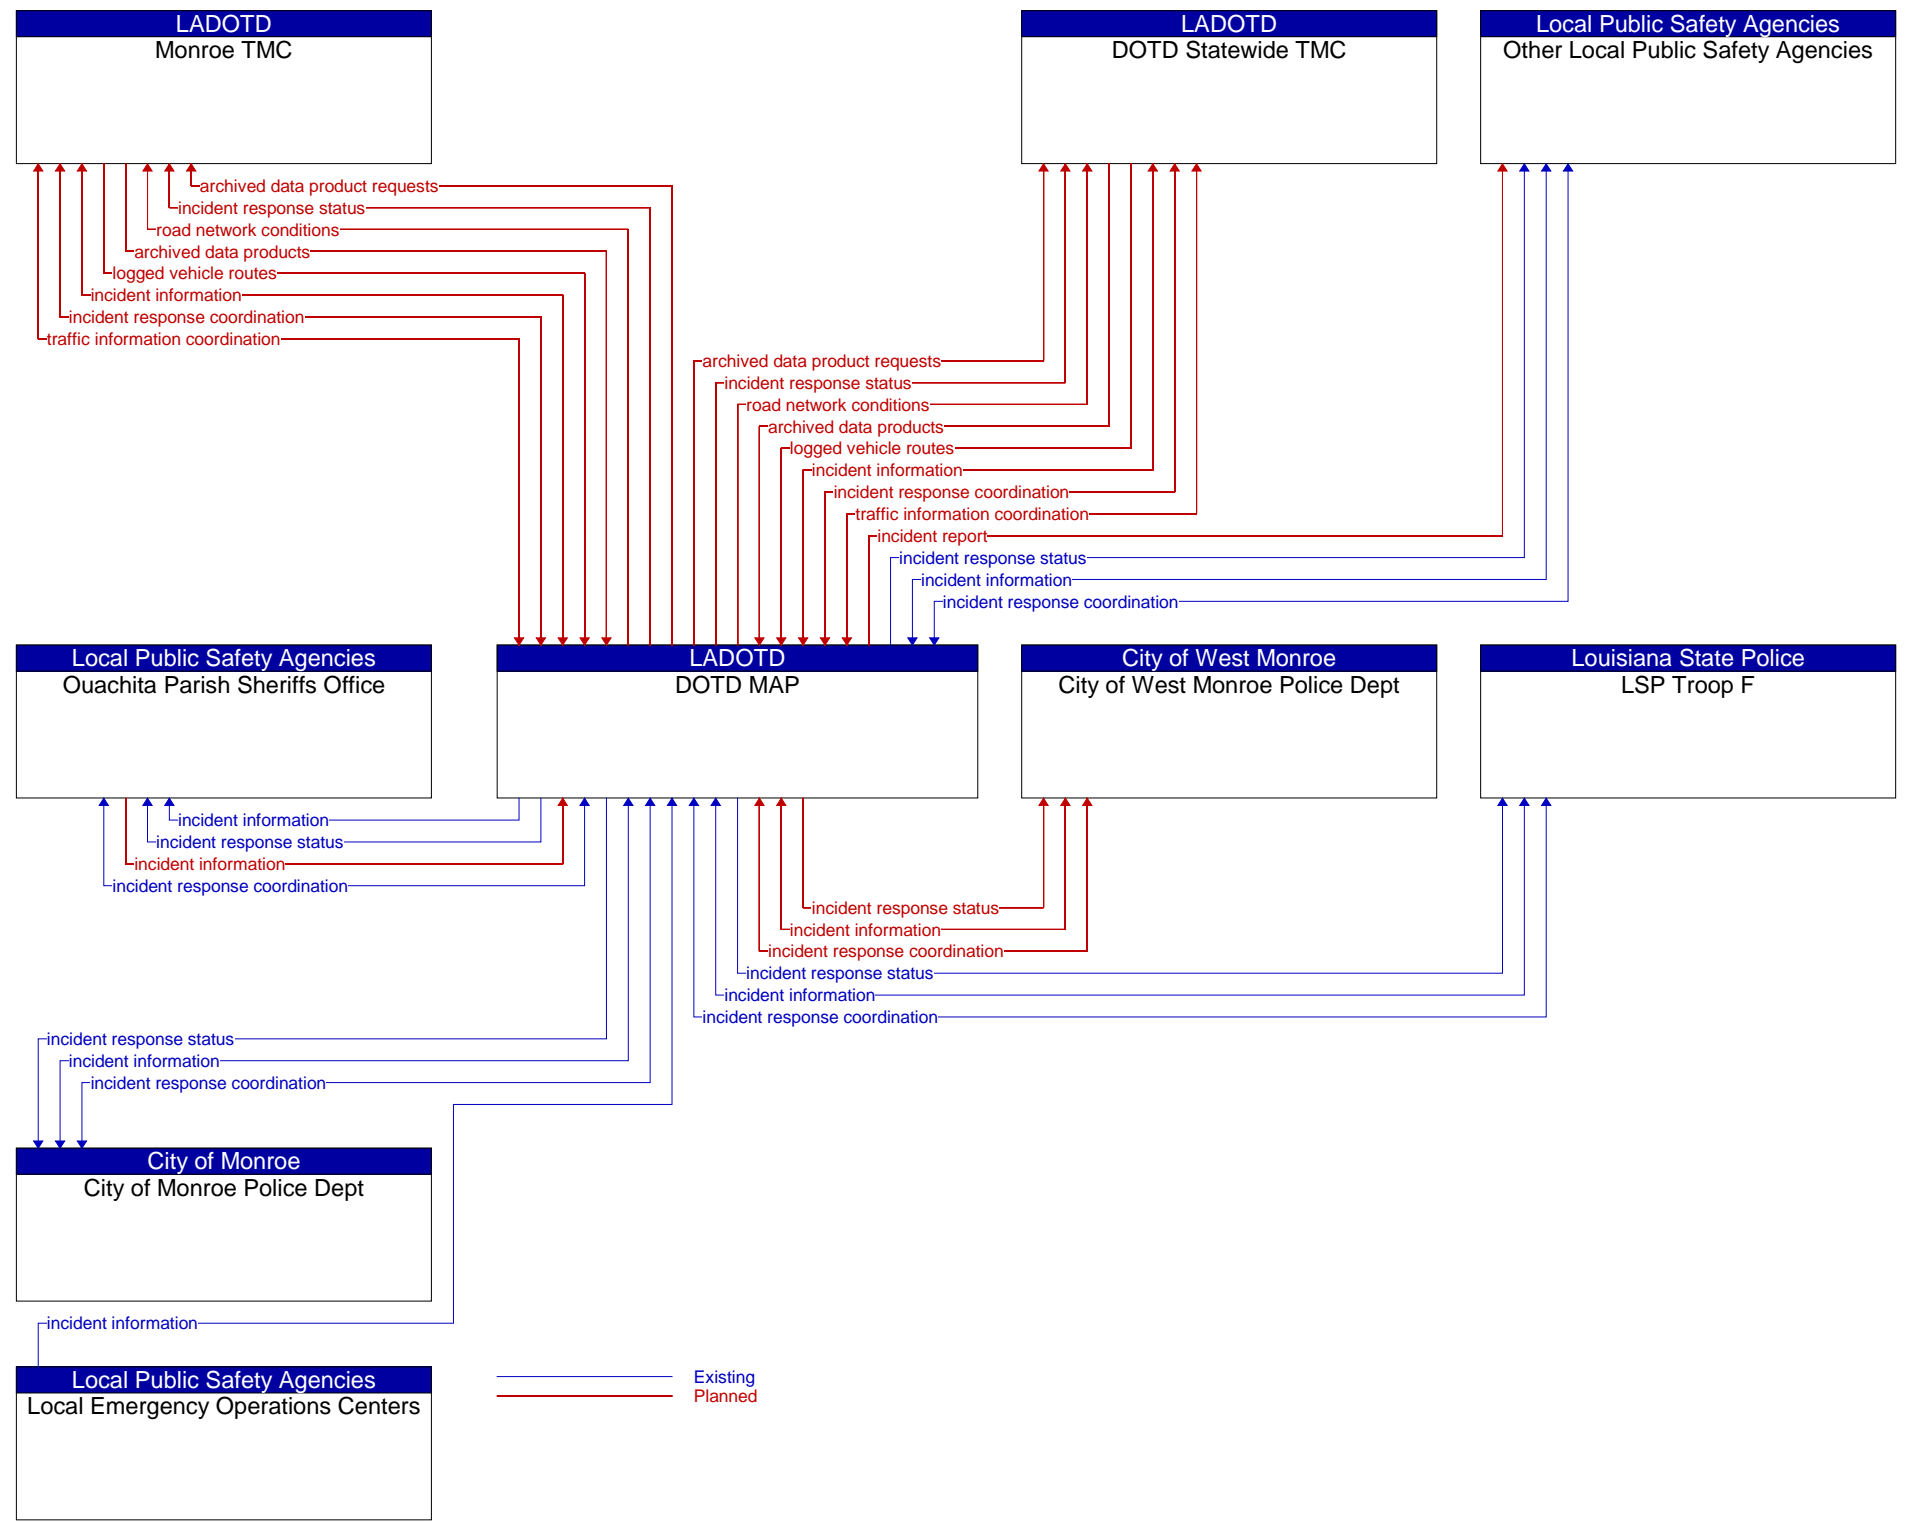 LADOTD
Monroe TMC
LADOTD
DOTD Statewide TMC
Local Public Safety Agencies
Other Local Public Safety Agencies
archived data product requests
incident response status
road network conditions
archived data products
logged vehicle routes
incident information
incident response coordination
traffic information coordination
archived data product requests
incident response status
road network conditions
archived data products
logged vehicle routes
incident information
incident response coordination
traffic information coordination
incident report
incident response status
incident information
incident response coordination
Local Public Safety Agencies
Ouachita Parish Sheriffs Office
LADOTD
DOTD MAP
City of West Monroe
City of West Monroe Police Dept
Louisiana State Police
LSP Troop F
incident information
incident response status
incident information
incident response coordination
incident response status
incident information
incident response coordination
incident response status
incident information
incident response coordination
incident response status
incident information
incident response coordination
City of Monroe
City of Monroe Police Dept
incident information
Local Public Safety Agencies
Local Emergency Operations Centers
Existing
Planned